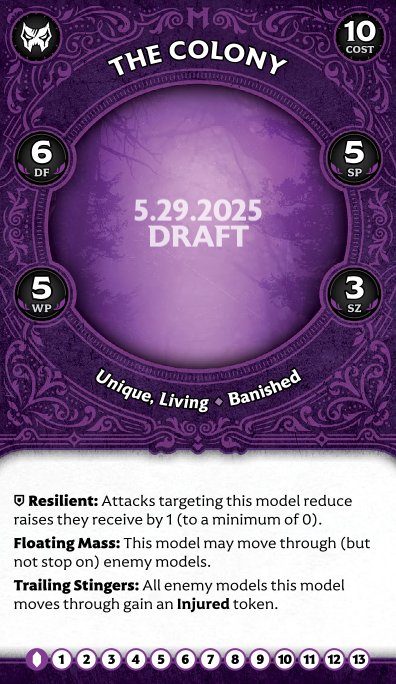 M
THE COLONY
10
COST
6
DF
5
SP
5.29.2025
DRAFT
5
WP
3
SZ
Unique, Living ◆ Banished
Resilient: Attacks targeting this model reduce
raises they receive by 1 (to a minimum of 0).
Floating Mass: This model may move through (but
not stop on) enemy models.
Trailing Stingers: All enemy models this model
moves through gain an Injured token.
1 2 3 4 5 6 7 8 9 10 11 12 13